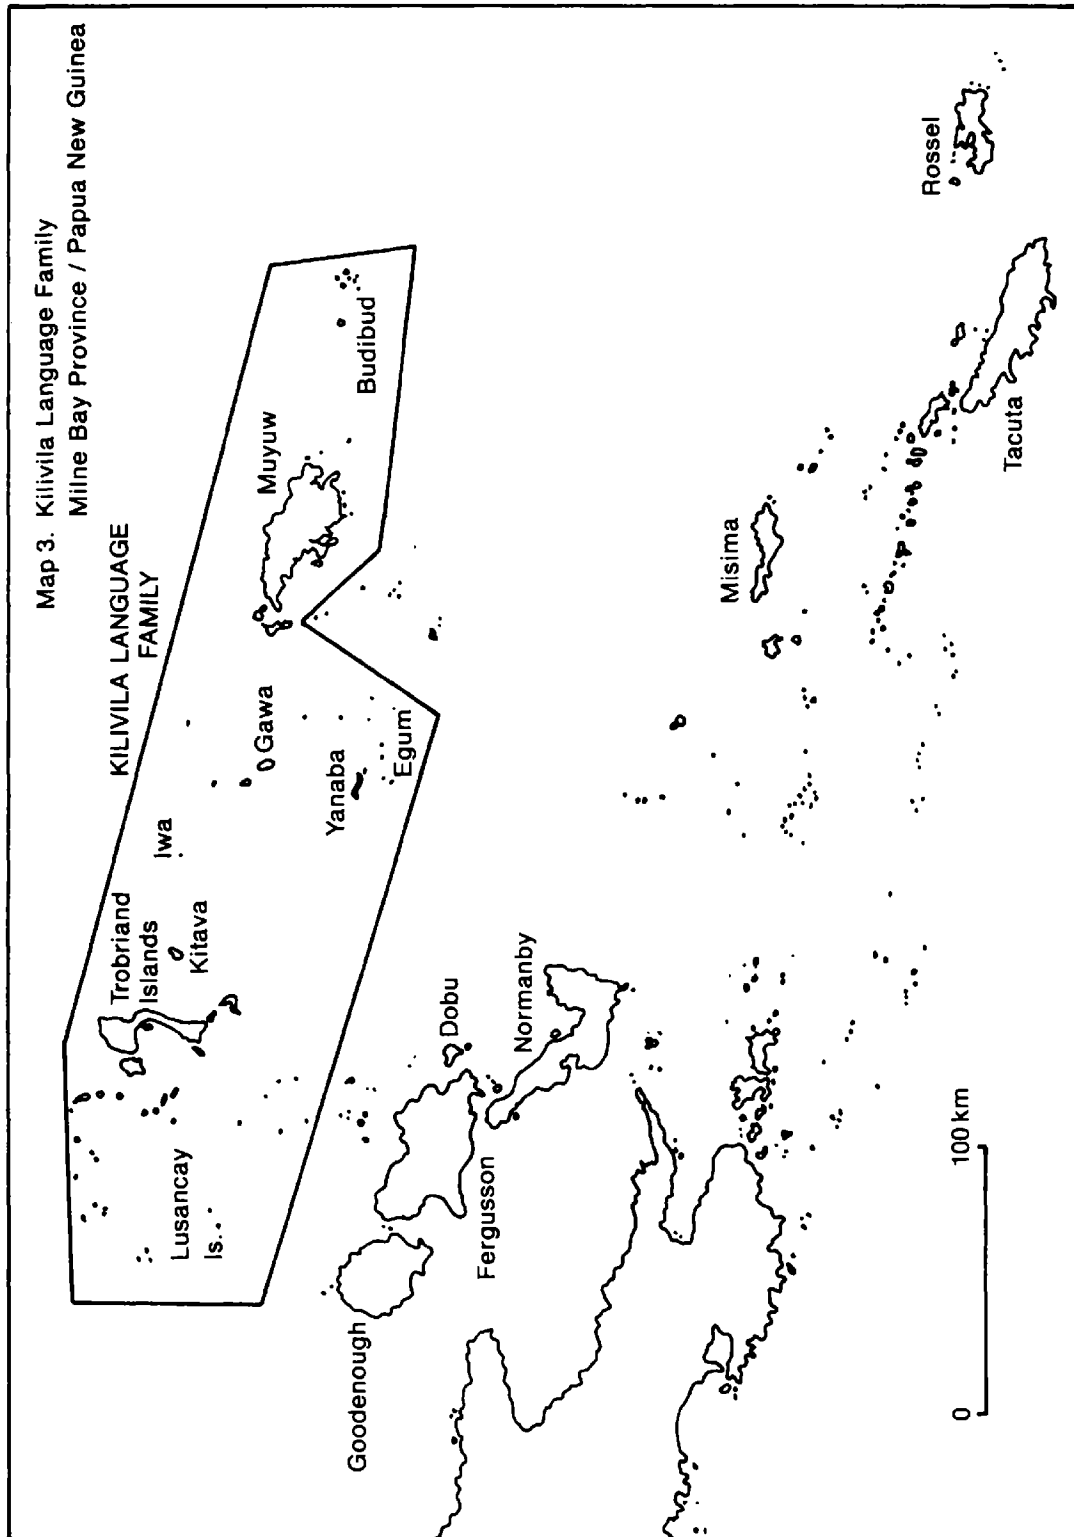 Map 3. Kilivila Language Family
Milne Bay Province / Papua New Guinea
KILIVILA LANGUAGE
FAMILY
Trobriand
Islands
Kitava
Iwa
Lusancay
Is.
Gawa
Yanaba
Egum
Muyuw
Budibud
Goodenough
Fergusson
Dobu
Normanby
Misima
Rossel
Tacuta
0
100 km